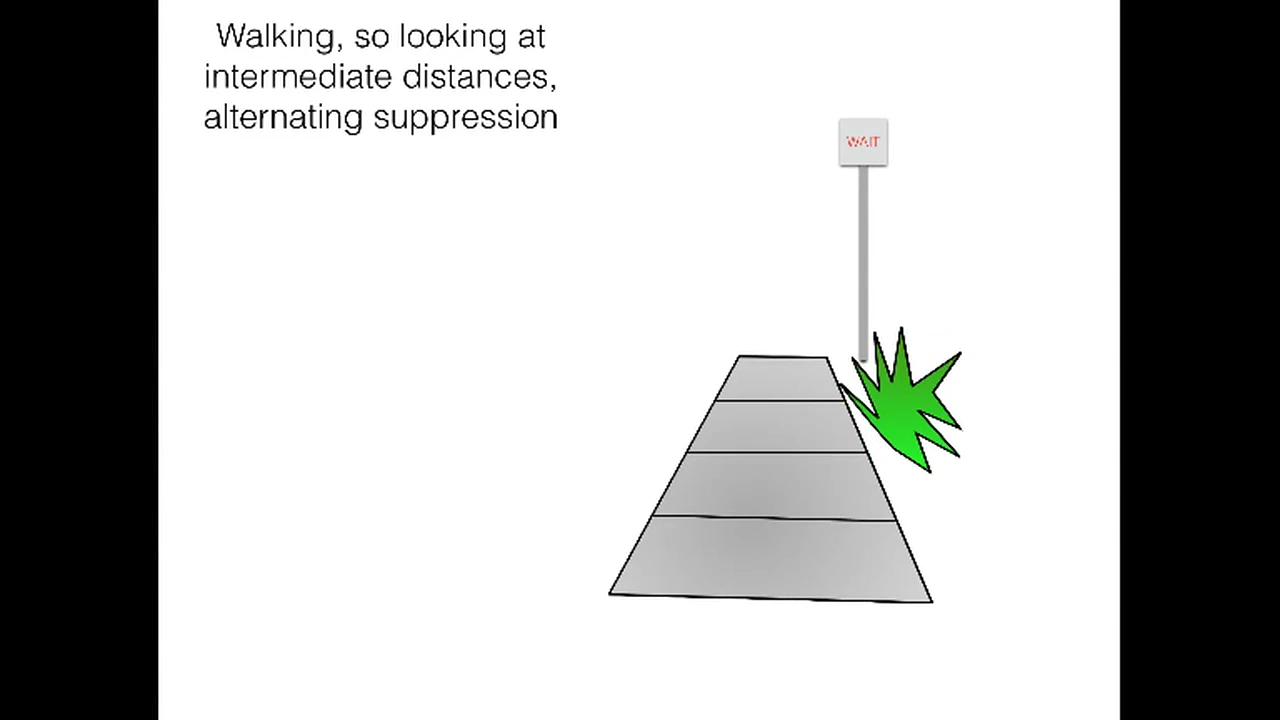 Walking, so looking at
intermediate distances,
alternating suppression
WAIT